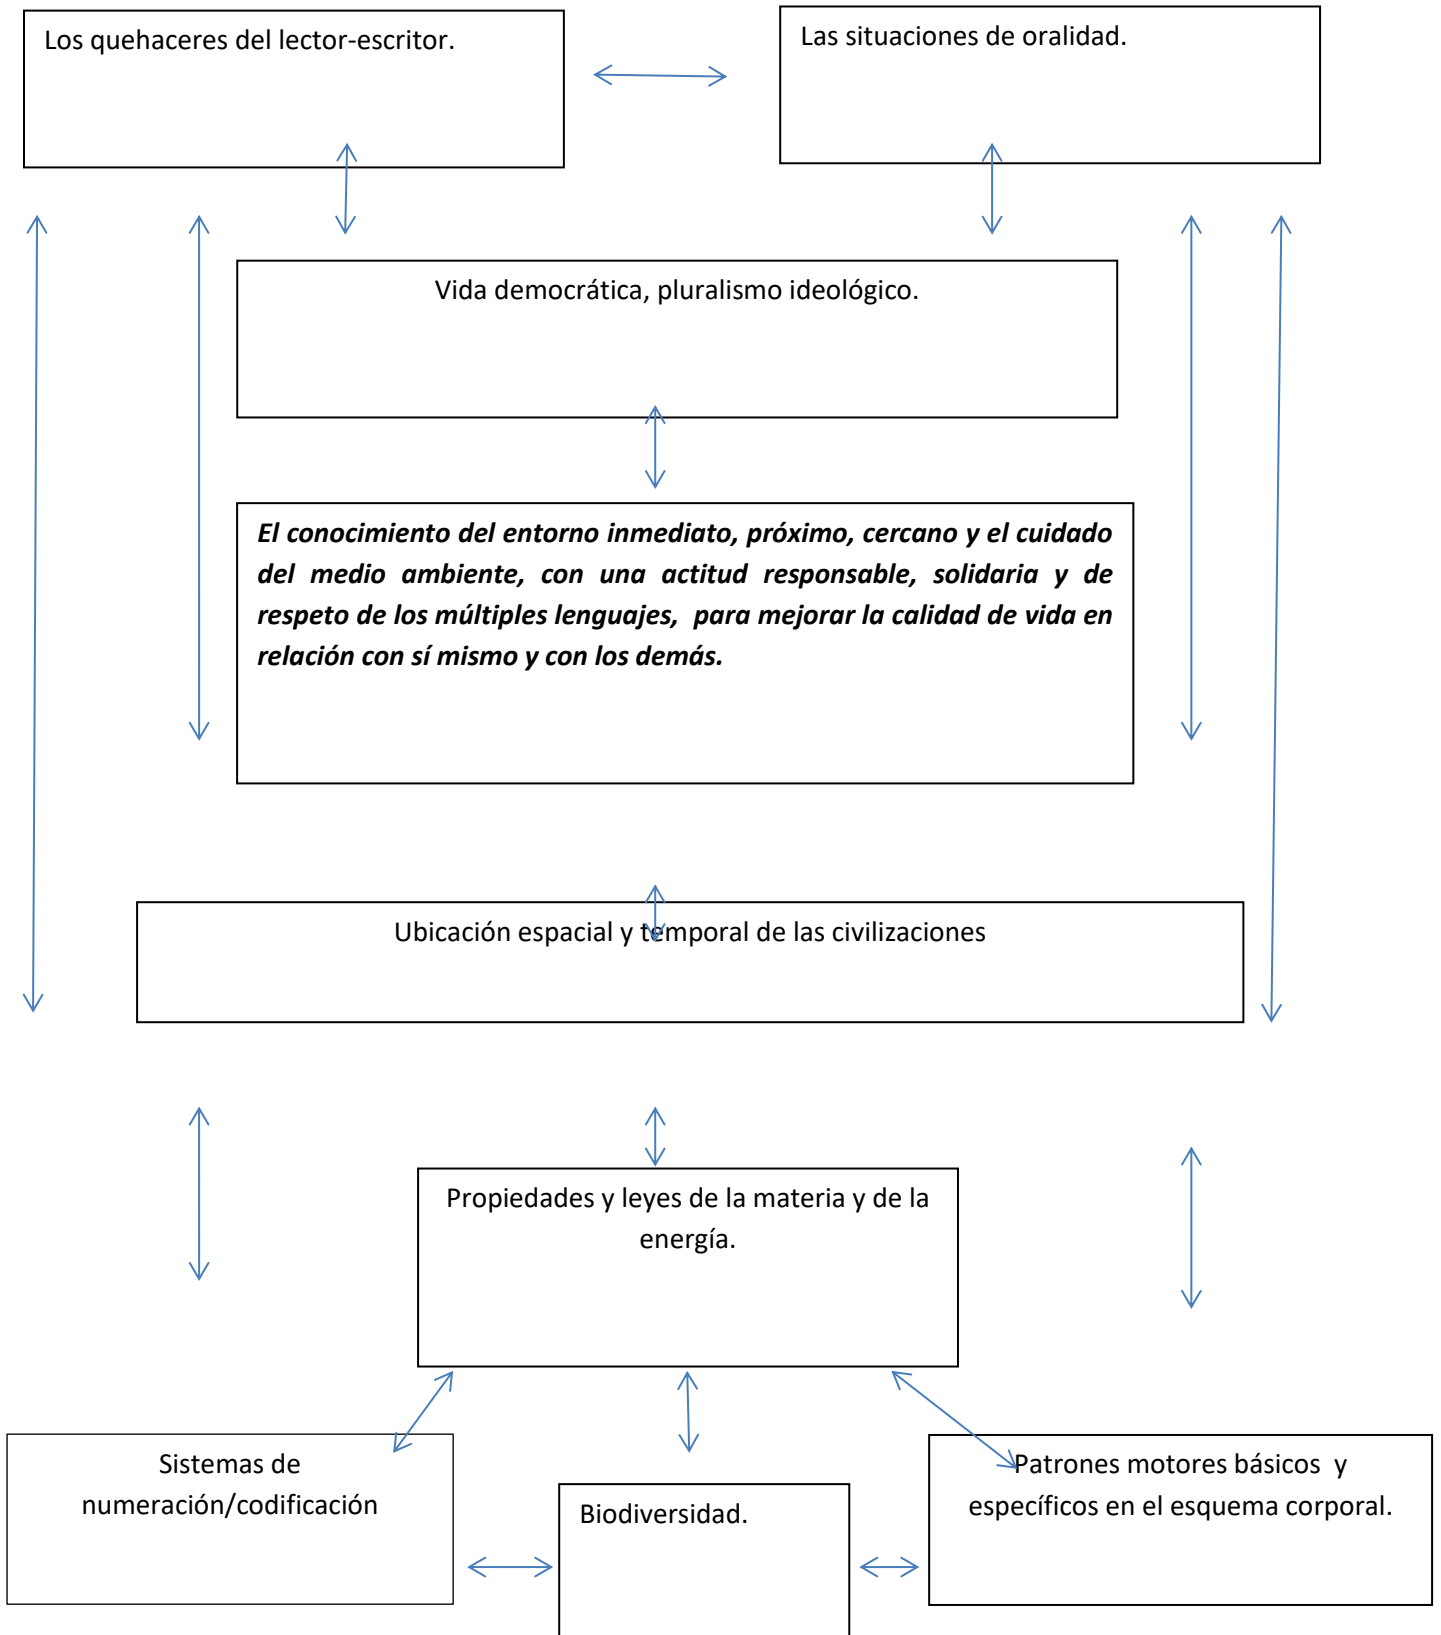 Los quehaceres del lector-escritor.
Las situaciones de oralidad.
Vida democrática, pluralismo ideológico.
El conocimiento del entorno inmediato, próximo, cercano y el cuidado
del medio ambiente, con una actitud responsable, solidaria y de
respeto de los múltiples lenguajes, para mejorar la calidad de vida en
relación con sí mismo y con los demás.
Ubicación espacial y temporal de las civilizaciones
Propiedades y leyes de la materia y de la
energía.
Sistemas de
numeración/codificación
Biodiversidad.
Patrones motores básicos y
específicos en el esquema corporal.